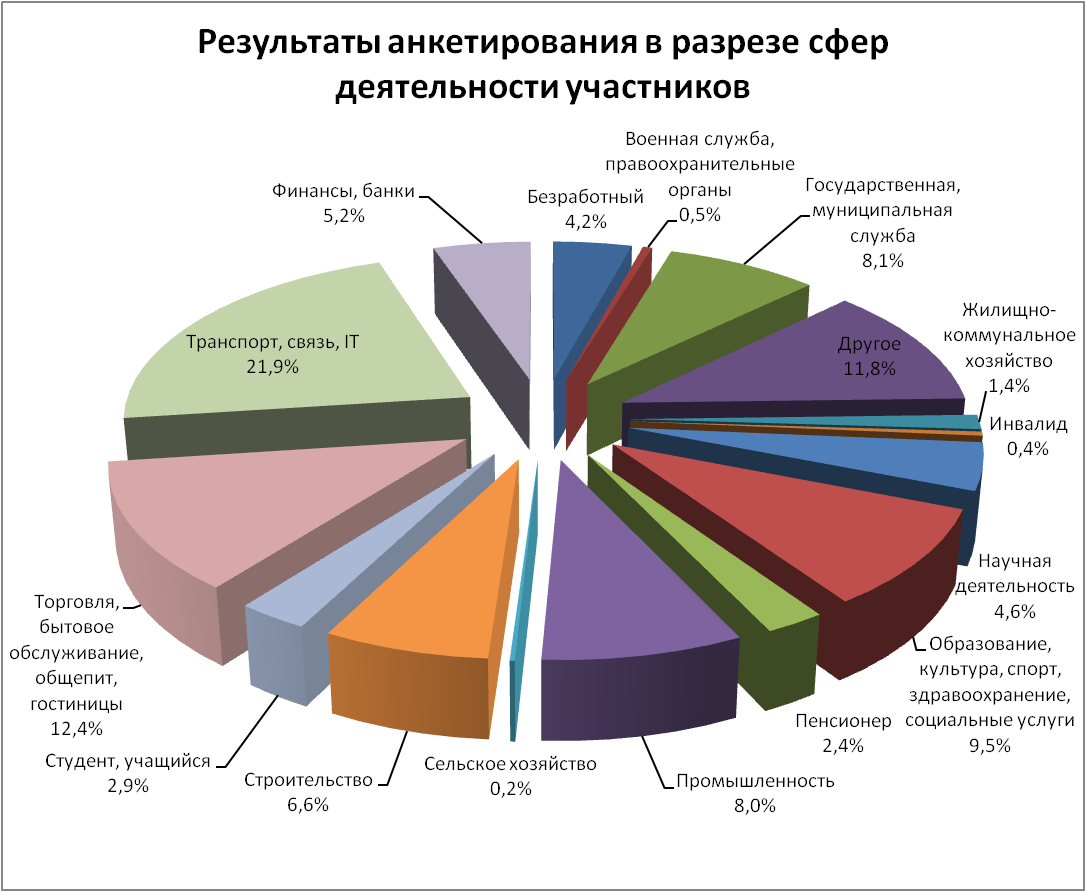 Результаты анкетирования в разрезе сфер
деятельности участников
Финансы, банки
5,2%
Безработный
4,2%
Военная служба,
правоохранительные
органы
0,5%
Государственная,
муниципальная
служба
8,1%
Другое
11,8%
Жилищно-
коммунальное
хозяйство
1,4%
Инвалид
0,4%
Научная
деятельность
4,6%
Образование,
культура, спорт,
здравоохранение,
социальные услуги
9,5%
Пенсионер
2,4%
Промышленность
8,0%
Сельское хозяйство
0,2%
Строительство
6,6%
Студент, учащийся
2,9%
Торговля,
бытовое
обслуживание,
общепит,
гостиницы
12,4%
Транспорт, связь, IT
21,9%